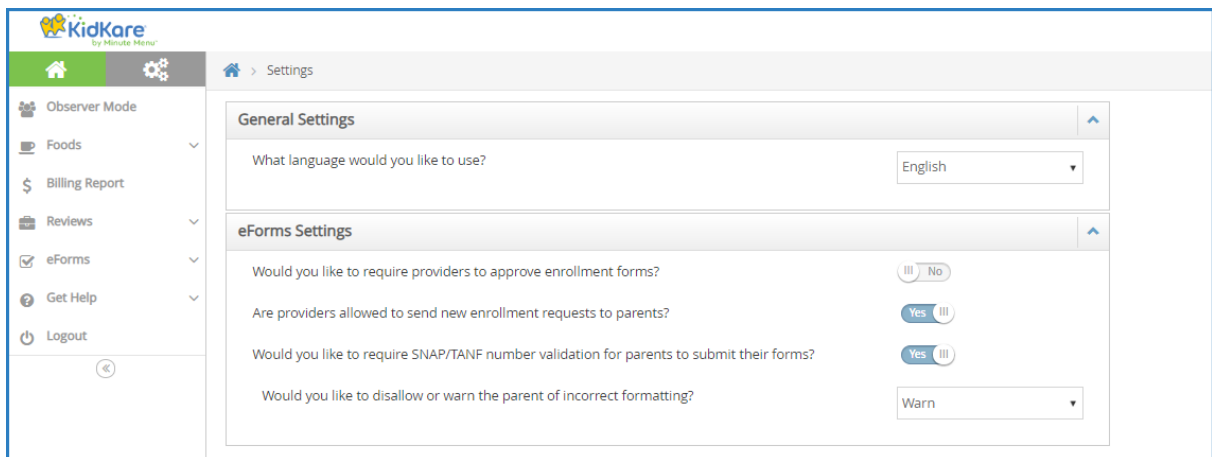 KidKare
by Minute Menu
Settings
Observer Mode
Foods
Billing Report
Reviews
eForms
Get Help
Logout
General Settings
What language would you like to use?
English
eForms Settings
Would you like to require providers to approve enrollment forms?
No
Are providers allowed to send new enrollment requests to parents?
Yes
Would you like to require SNAP/TANF number validation for parents to submit their forms?
Yes
Would you like to disallow or warn the parent of incorrect formatting?
Warn